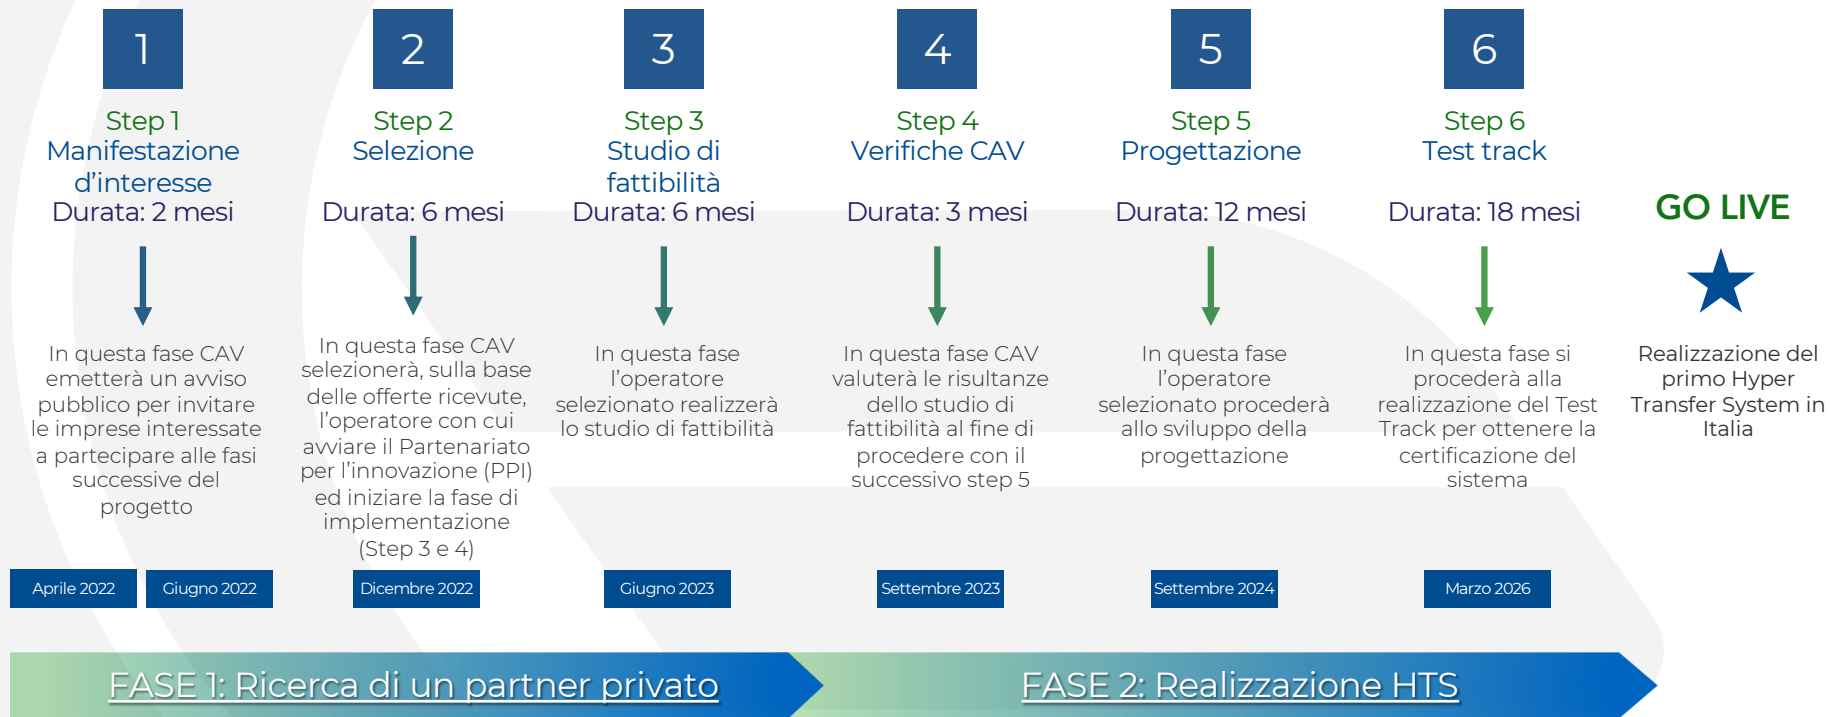 1
Step 1
Manifestazione
d’interesse
Durata: 2 mesi
In questa fase CAV
emetterà un avviso
pubblico per invitare
le imprese interessate
a partecipare alle fasi
successive del
progetto
Aprile 2022
Giugno 2022
2
Step 2
Selezione
Durata: 6 mesi
In questa fase CAV
selezionerà, sulla base
delle offerte ricevute,
l’operatore con cui
avviare il Partenariato
per l’innovazione (PPI)
ed iniziare la fase di
implementazione
(Step 3 e 4)
Dicembre 2022
3
Step 3
Studio di
fattibilità
Durata: 6 mesi
In questa fase
l’operatore
selezionato realizzerà
lo studio di fattibilità
Giugno 2023
4
Step 4
Verifiche CAV
Durata: 3 mesi
In questa fase CAV
valuterà le risultanze
dello studio di
fattibilità al fine di
procedere con il
successivo step 5
Settembre 2023
5
Step 5
Progettazione
Durata: 12 mesi
In questa fase
l’operatore
selezionato procederà
allo sviluppo della
progettazione
Settembre 2024
6
Step 6
Test track
Durata: 18 mesi
In questa fase si
procederà alla
realizzazione del Test
Track per ottenere la
certificazione del
sistema
Marzo 2026
GO LIVE
Realizzazione del
primo Hyper
Transfer System in
Italia
FASE 1: Ricerca di un partner privato
FASE 2: Realizzazione HTS